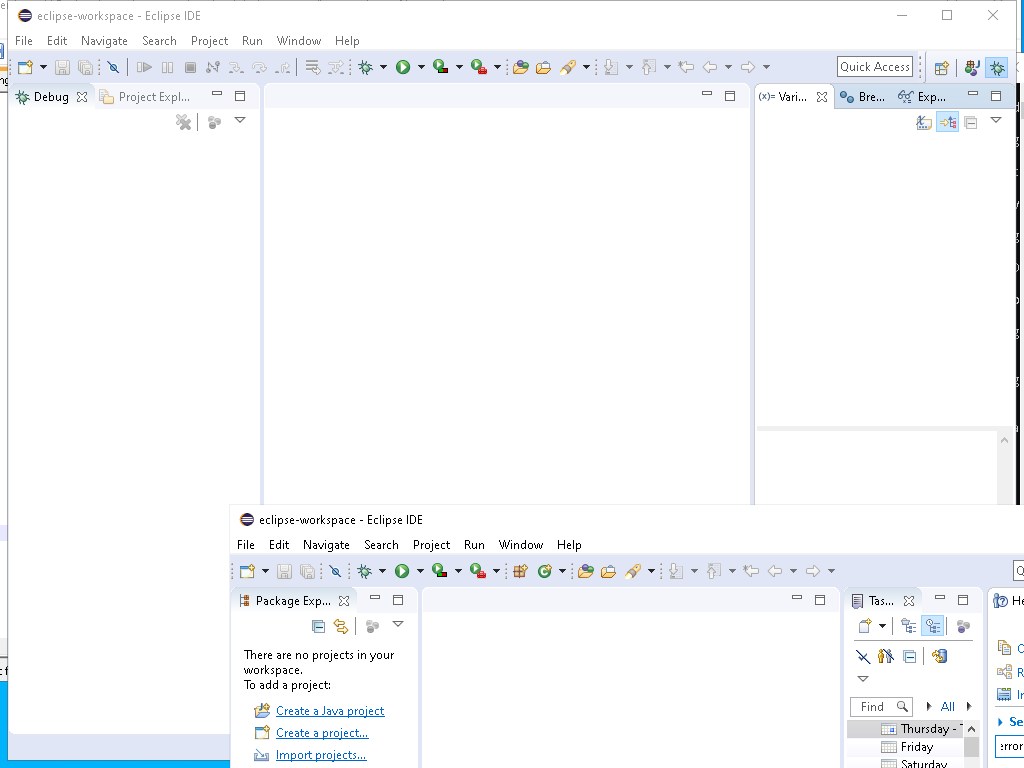 eclipse-workspace - Eclipse IDE
File Edit Navigate Search Project Run Window Help
Quick Access
Debug Project Expl... (x)= Vari... Bre... Exp...
eclipse-workspace - Eclipse IDE
File Edit Navigate Search Project Run Window Help
Package Exp... Tas... He
There are no projects in your
workspace.
To add a project:
Create a Java project
Create a project...
Import projects...
Find All
Thursday -
Friday
Saturday
Se